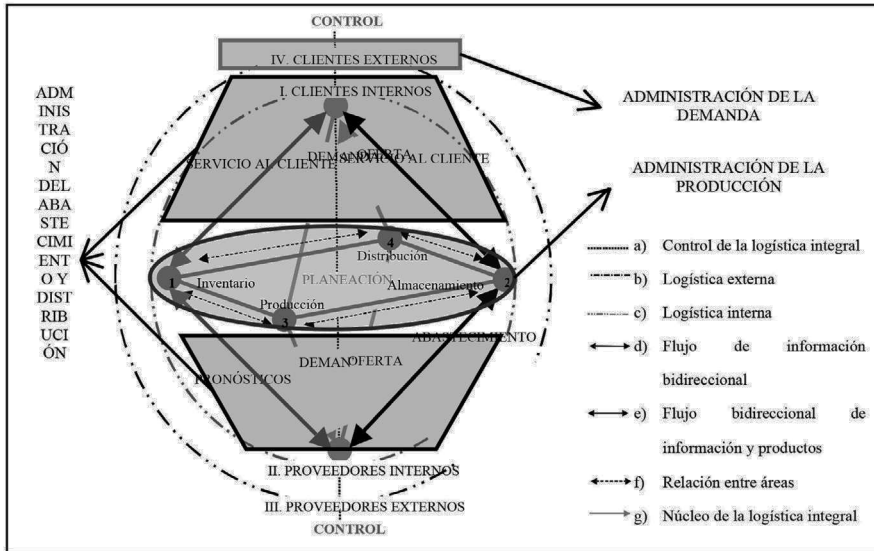 CONTROL
IV. CLIENTES EXTERNOS
I. CLIENTES INTERNOS
SERVICIO AL CLIENTE
OFERTA
SERVICIO AL CLIENTE
ADM
INIS
TRA
CIÓ
N
DEL
ABA
STE
CIMI
ENT
O Y
DIST
RIB
UCI
ÓN
4
Distribución
1
Inventario
PLANEACIÓN
Almacenamiento
2
Producción
3
ABASTECIMIENTO
DEMAN
OFERTA
PRONÓSTICOS
II. PROVEEDORES INTERNOS
III. PROVEEDORES EXTERNOS
CONTROL
ADMINISTRACIÓN DE LA
DEMANDA
ADMINISTRACIÓN DE LA
PRODUCCIÓN
a) Control de la logística integral
b) Logística externa
c) Logística interna
d) Flujo de información
bidireccional
e) Flujo bidireccional de
información y productos
f) Relación entre áreas
g) Núcleo de la logística integral